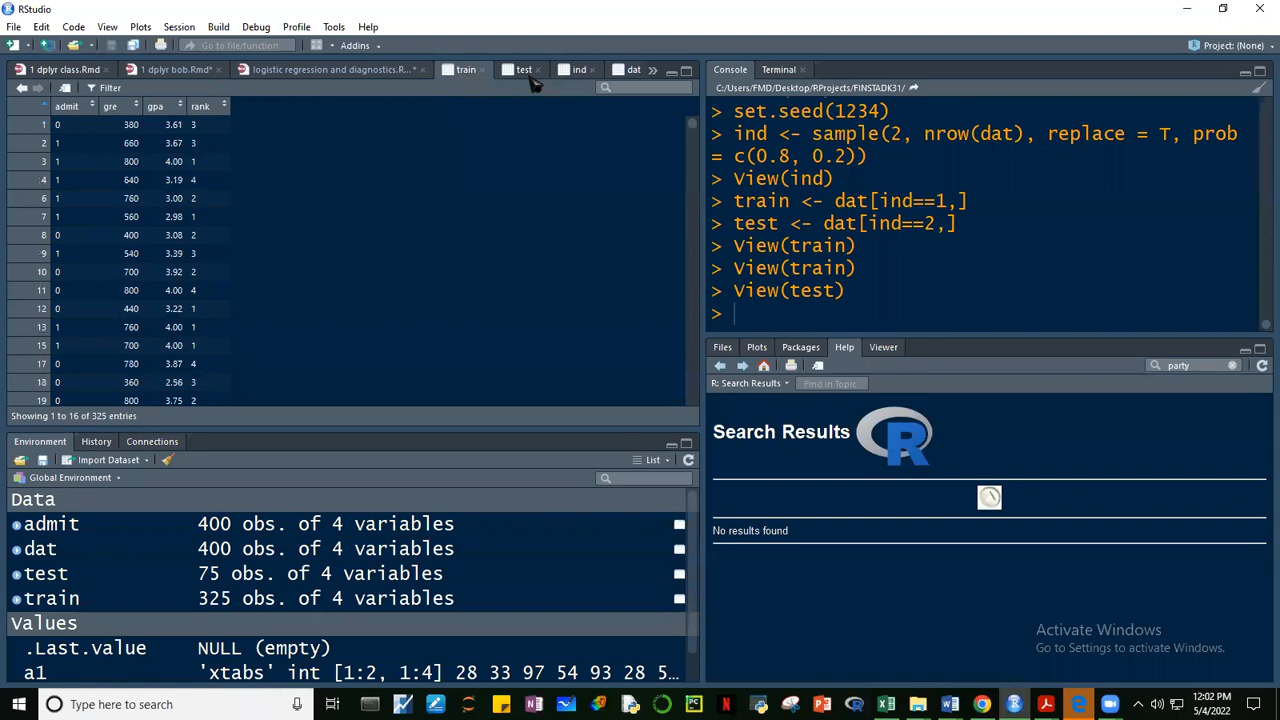 RStudio
File Edit Code View Plots Session Build Debug Profile Tools Help
Go to file/function Addins Project: (None)
1 dplyr class.Rmd 1 dplyr bob.Rmd* logistic regression and diagnostics.R...* train test ind dat
Filter
admit gre gpa rank
1 0 380 3.61 3
2 1 660 3.67 3
3 1 800 4.00 1
4 1 640 3.19 4
6 1 760 3.00 2
7 1 560 2.98 1
8 0 400 3.08 2
9 1 540 3.39 3
10 0 700 3.92 2
11 0 800 4.00 4
12 0 440 3.22 1
13 1 760 4.00 1
15 1 700 4.00 1
17 0 780 3.87 4
18 0 360 2.56 3
19 0 800 3.75 2
Showing 1 to 16 of 325 entries
Environment History Connections
Import Dataset List
Global Environment
Data
admit 400 obs. of 4 variables
dat 400 obs. of 4 variables
test 75 obs. of 4 variables
train 325 obs. of 4 variables
Values
.Last.value NULL (empty)
a1 'xtabs' int [1:2, 1:4] 28 33 97 54 93 28 5...
Console Terminal
C:/Users/FMD/Desktop/RProjects/FINSTADK31/
> set.seed(1234)
> ind <- sample(2, nrow(dat), replace = T, prob
= c(0.8, 0.2))
> View(ind)
> train <- dat[ind==1,]
> test <- dat[ind==2,]
> View(train)
> View(train)
> View(test)
>
Files Plots Packages Help Viewer
party
R: Search Results Find in Topic
Search Results R
No results found
Activate Windows
Go to Settings to activate Windows.
Type here to search
12:02 PM
5/4/2022